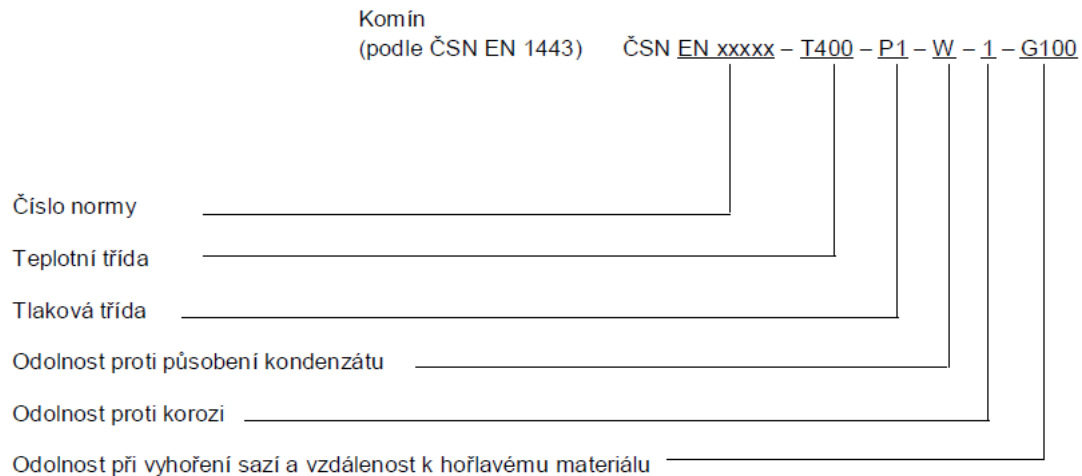 Komín
(podle ČSN EN 1443) ČSN EN xxxxx – T400 – P1 – W – 1 – G100
Číslo normy
Teplotní třída
Tlaková třída
Odolnost proti působení kondenzátu
Odolnost proti korozi
Odolnost při vyhoření sazí a vzdálenost k hořlavému materiálu